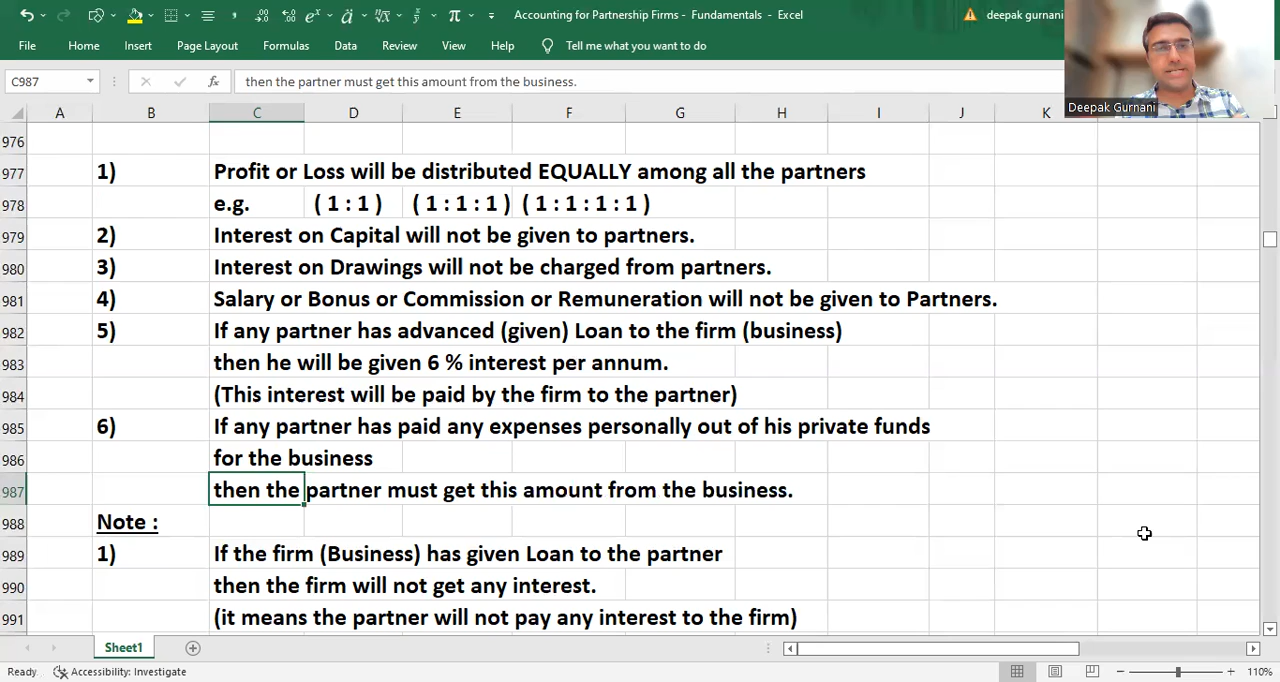 Accounting for Partnership Firms - Fundamentals - Excel
deepak gurnani
File Home Insert Page Layout Formulas Data Review View Help Tell me what you want to do
C987 fx then the partner must get this amount from the business.
Deepak Gurnani
A B C D E F G H I J K
976
977 1) Profit or Loss will be distributed EQUALLY among all the partners
978 e.g. ( 1 : 1 ) ( 1 : 1 : 1 ) ( 1 : 1 : 1 : 1 )
979 2) Interest on Capital will not be given to partners.
980 3) Interest on Drawings will not be charged from partners.
981 4) Salary or Bonus or Commission or Remuneration will not be given to Partners.
982 5) If any partner has advanced (given) Loan to the firm (business)
983 then he will be given 6 % interest per annum.
984 (This interest will be paid by the firm to the partner)
985 6) If any partner has paid any expenses personally out of his private funds
986 for the business
987 then the partner must get this amount from the business.
988 Note :
989 1) If the firm (Business) has given Loan to the partner
990 then the firm will not get any interest.
991 (it means the partner will not pay any interest to the firm)
Sheet1
Ready Accessibility: Investigate 110%